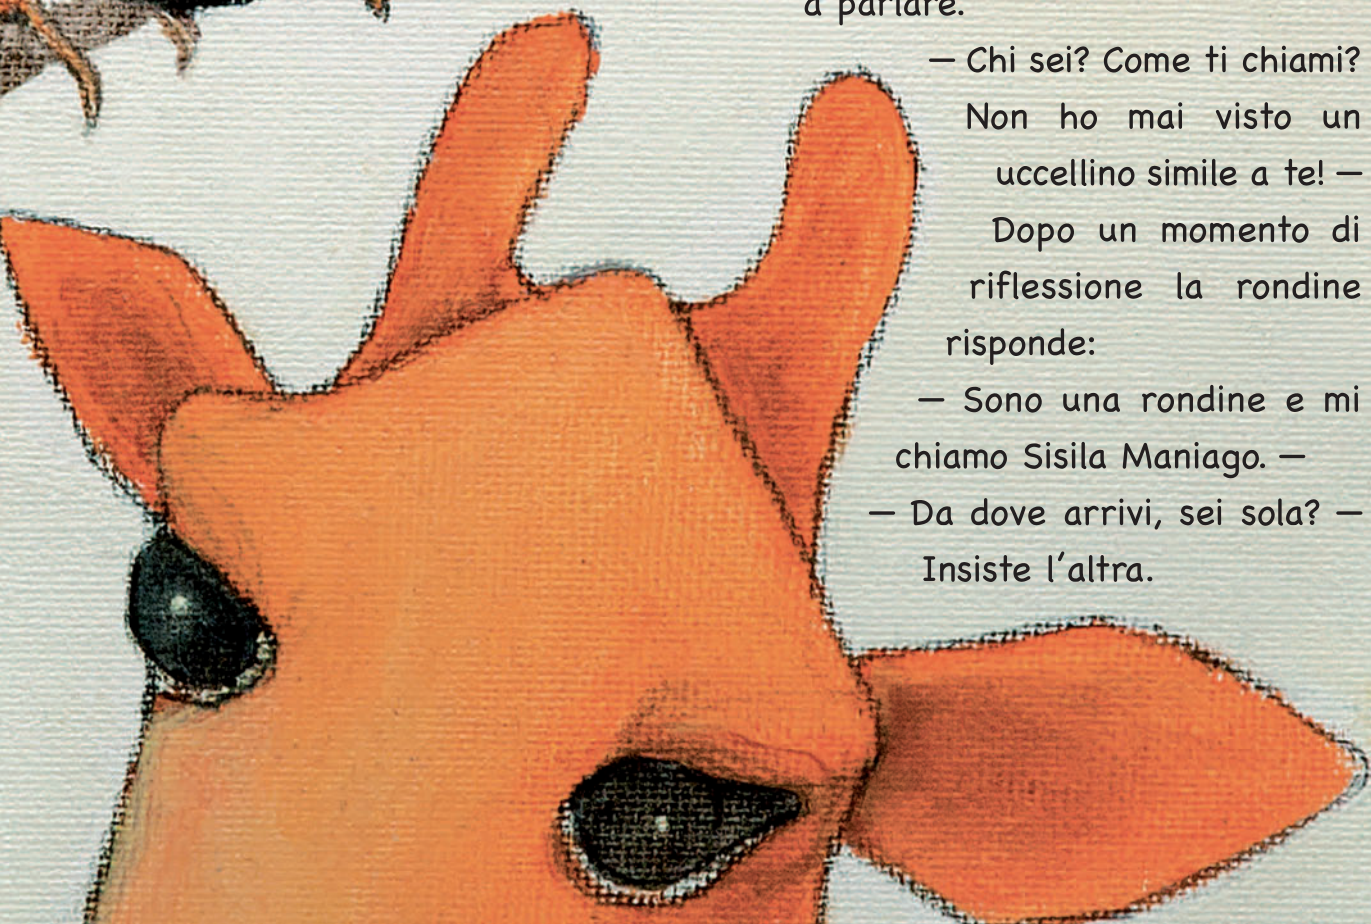 a parlare.
— Chi sei? Come ti chiami?
Non ho mai visto un
uccellino simile a te! —
Dopo un momento di
riflessione la rondine
risponde:
— Sono una rondine e mi
chiamo Sisila Maniago. —
— Da dove arrivi, sei sola? —
Insiste l'altra.